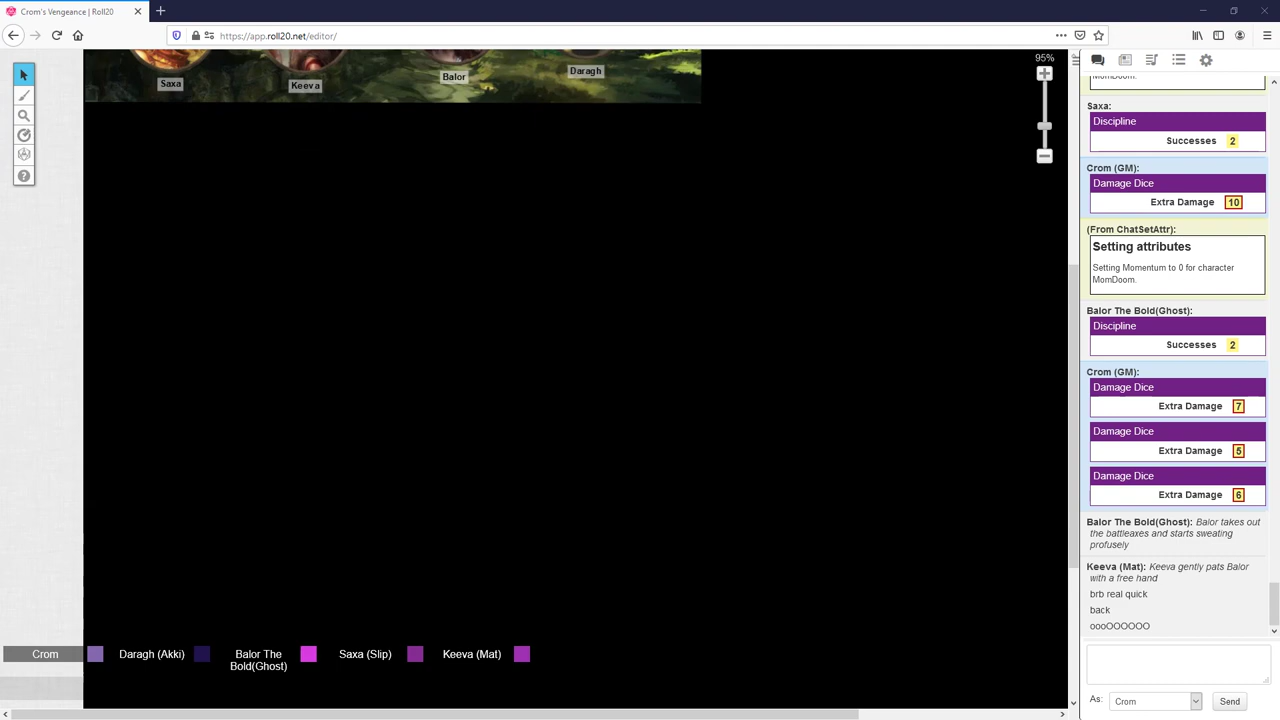 Crom's Vengeance | Roll20
https://app.roll20.net/editor/
95%
Saxa
Keeva
Balor
Daragh
MomDoom.
Saxa:
Discipline
Successes 2
Crom (GM):
Damage Dice
Extra Damage 10
(From ChatSetAttr):
Setting attributes
Setting Momentum to 0 for character
MomDoom.
Balor The Bold(Ghost):
Discipline
Successes 2
Crom (GM):
Damage Dice
Extra Damage 7
Damage Dice
Extra Damage 5
Damage Dice
Extra Damage 6
Balor The Bold(Ghost): Balor takes out
the battleaxes and starts sweating
profusely
Keeva (Mat): Keeva gently pats Balor
with a free hand
brb real quick
back
oooOOOOOO
Crom
Daragh (Akki)
Balor The
Bold(Ghost)
Saxa (Slip)
Keeva (Mat)
As: Crom Send